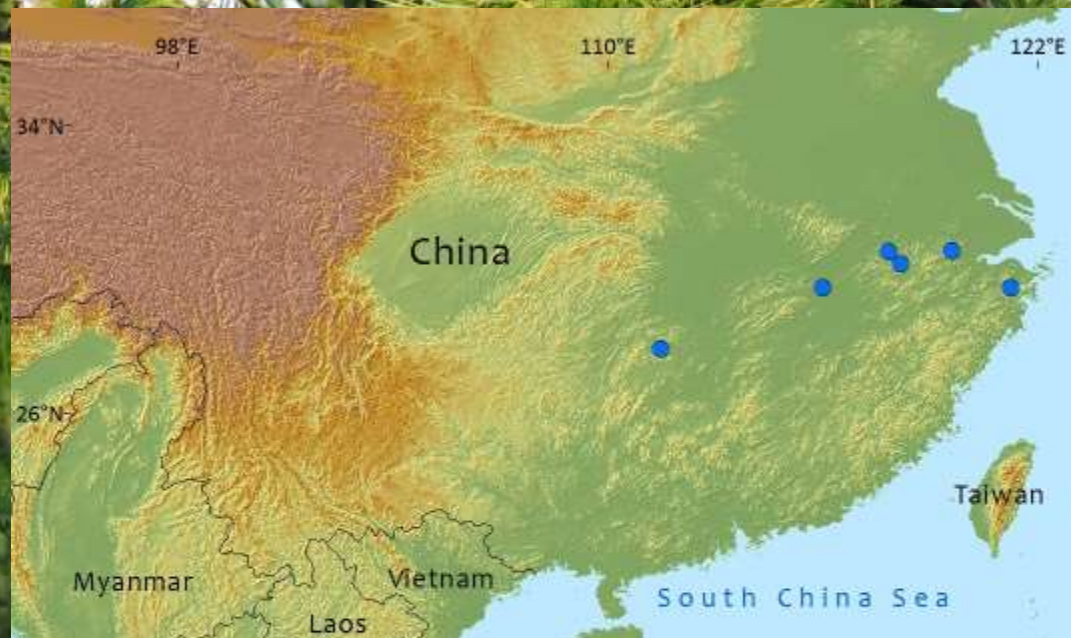 98°E
110°E
122°E
34°N
China
26°N
Taiwan
Myanmar
Vietnam
South China Sea
Laos